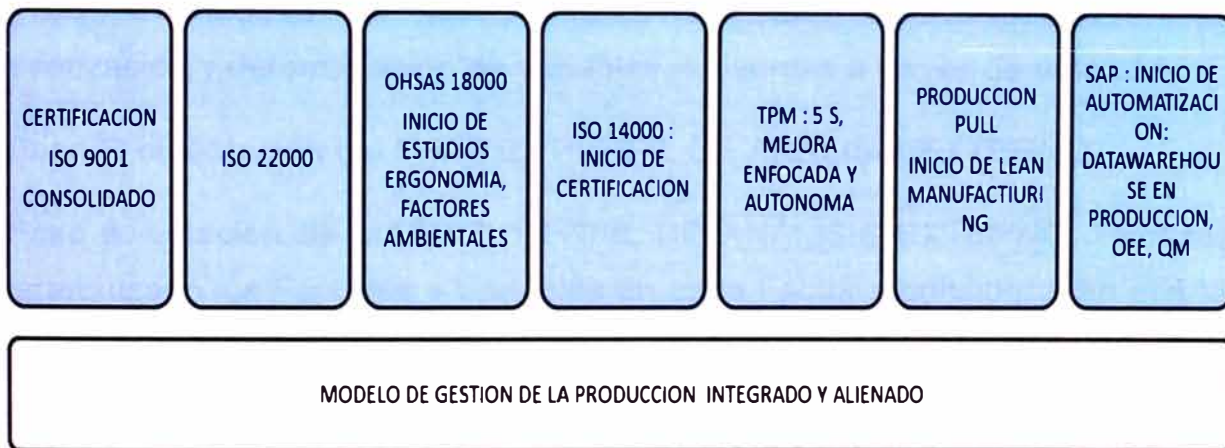 CERTIFICACION
ISO 9001
CONSOLIDADO
ISO 22000
OHSAS 18000
INICIO DE
ESTUDIOS
ERGONOMIA,
FACTORES
AMBIENTALES
ISO 14000 :
INICIO DE
CERTIFICACION
TPM : 5 S,
MEJORA
ENFOCADA Y
AUTONOMA
PRODUCCION
PULL
INICIO DE LEAN
MANUFACTIURI
NG
SAP : INICIO DE
AUTOMATIZACI
ON:
DATAWAREHOU
SE EN
PRODUCCION,
OEE, QM
MODELO DE GESTION DE LA PRODUCCION INTEGRADO Y ALIENADO